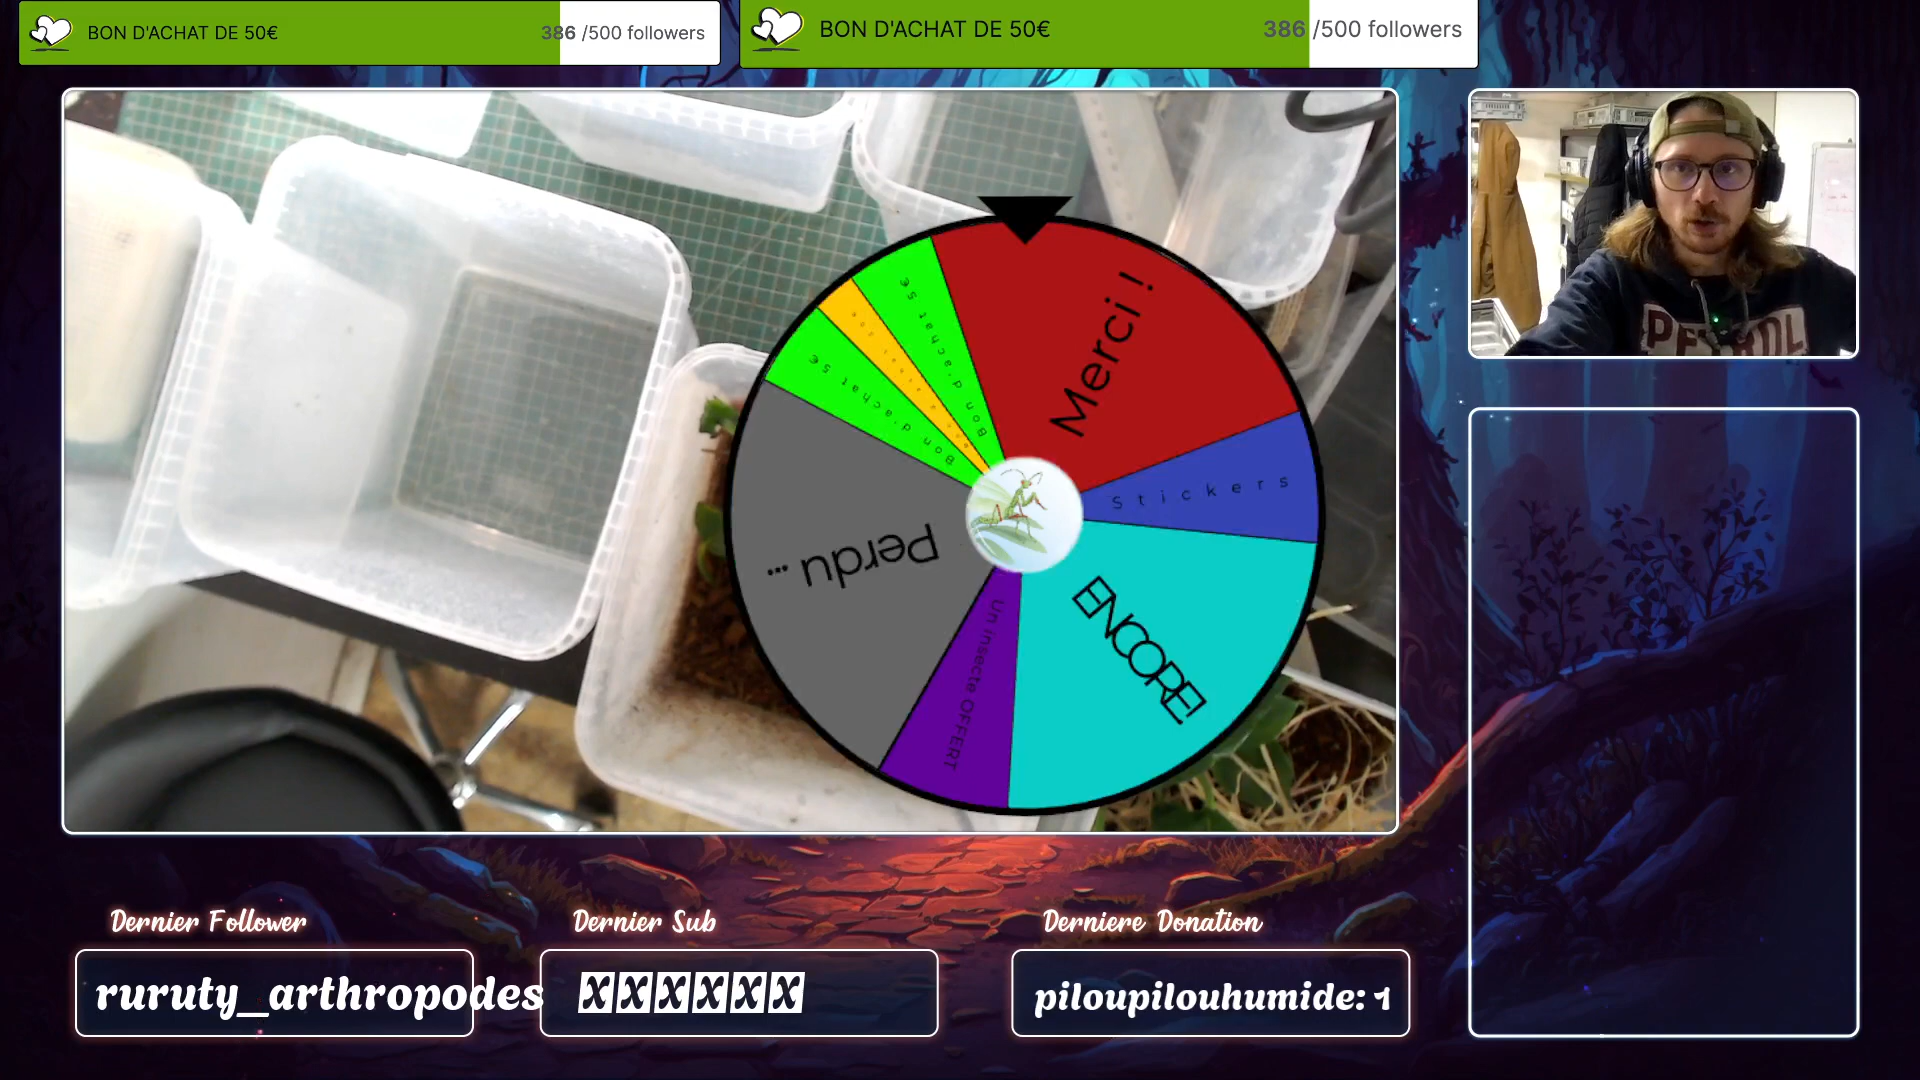 BON D'ACHAT DE 50€ 386 /500 followers
BON D'ACHAT DE 50€ 386 /500 followers
Merci !
Stickers
ENCORE!
Un insecte OFFERT
Perdu ...
Bon d'achat 5€
Bon d'achat 5€
Dernier Follower
ruruty_arthropodes
Dernier Sub
Derniere Donation
piloupilouhumide: 1